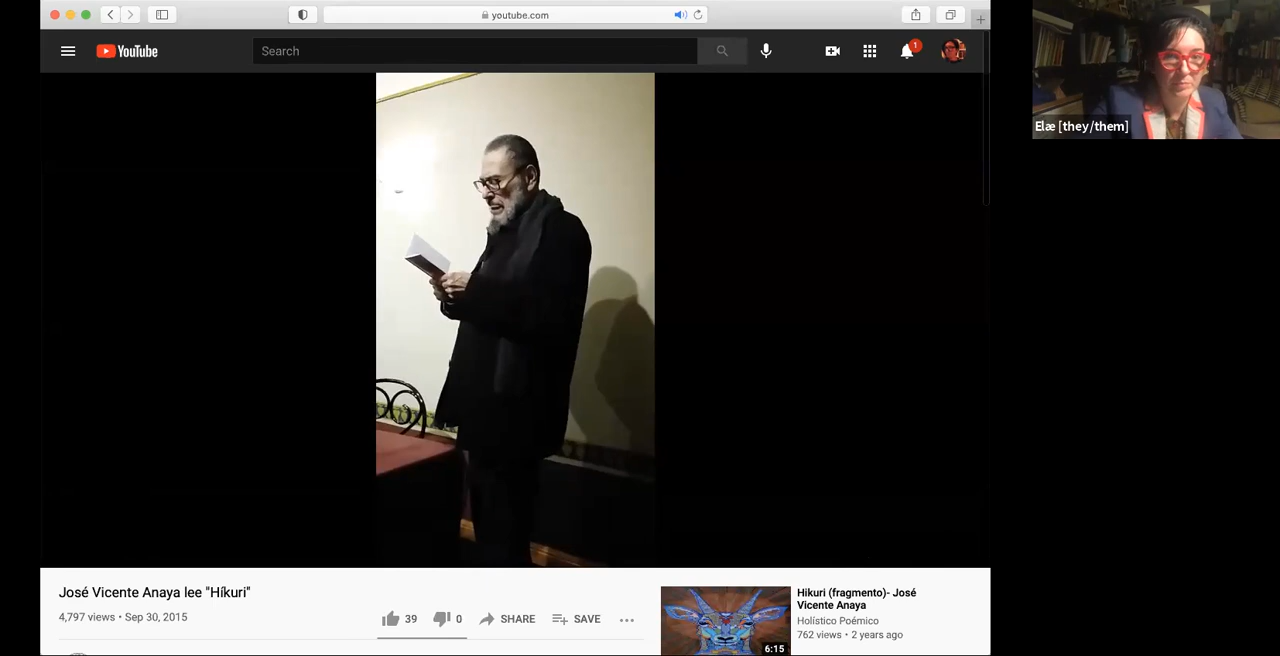 youtube.com
YouTube
Search
1
Elæ [they/them]
José Vicente Anaya lee "Híkuri"
4,797 views • Sep 30, 2015
39
0
SHARE
SAVE
6:15
Hikuri (fragmento)- José
Vicente Anaya
Holístico Poémico
762 views • 2 years ago